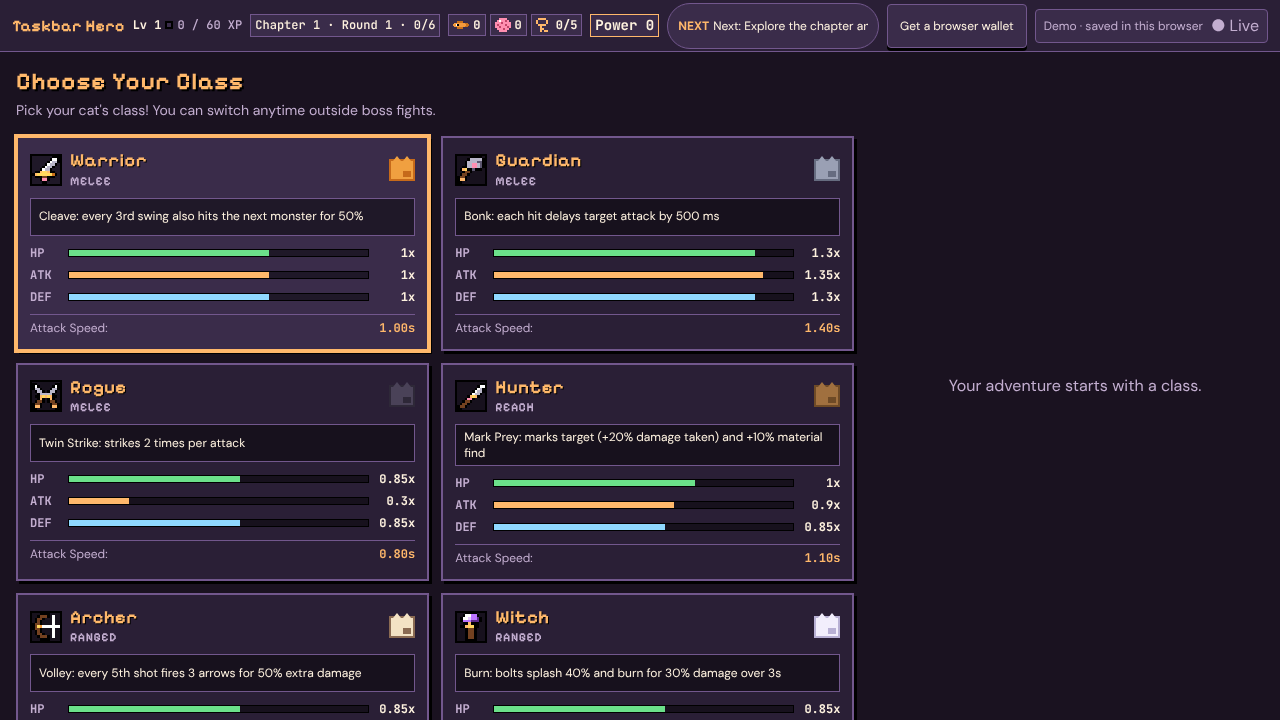 Taskbar Hero Lv 1 0 / 60 XP Chapter 1 · Round 1 · 0/6 0 0 0/5 Power 0 NEXT Next: Explore the chapter ar Get a browser wallet Demo · saved in this browser Live
Choose Your Class
Pick your cat's class! You can switch anytime outside boss fights.
Warrior
MELEE
Cleave: every 3rd swing also hits the next monster for 50%
HP 1x
ATK 1x
DEF 1x
Attack Speed: 1.00s
Guardian
MELEE
Bonk: each hit delays target attack by 500 ms
HP 1.3x
ATK 1.35x
DEF 1.3x
Attack Speed: 1.40s
Rogue
MELEE
Twin Strike: strikes 2 times per attack
HP 0.85x
ATK 0.3x
DEF 0.85x
Attack Speed: 0.80s
Hunter
REACH
Mark Prey: marks target (+20% damage taken) and +10% material
find
HP 1x
ATK 0.9x
DEF 0.85x
Attack Speed: 1.10s
Archer
RANGED
Volley: every 5th shot fires 3 arrows for 50% extra damage
HP 0.85x
Witch
RANGED
Burn: bolts splash 40% and burn for 30% damage over 3s
HP 0.85x
Your adventure starts with a class.